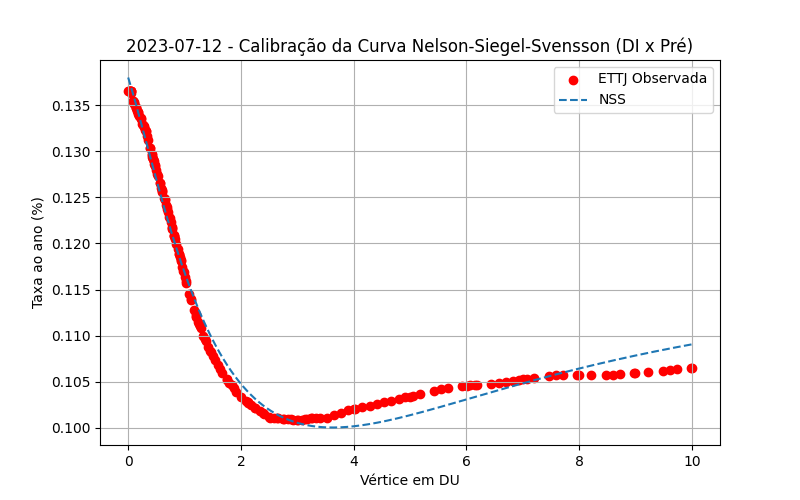 2023-07-12 - Calibração da Curva Nelson-Siegel-Svensson (DI x Pré)
ETTJ Observada
NSS
Taxa ao ano (%)
0.135
0.130
0.125
0.120
0.115
0.110
0.105
0.100
0 2 4 6 8 10
Vértice em DU